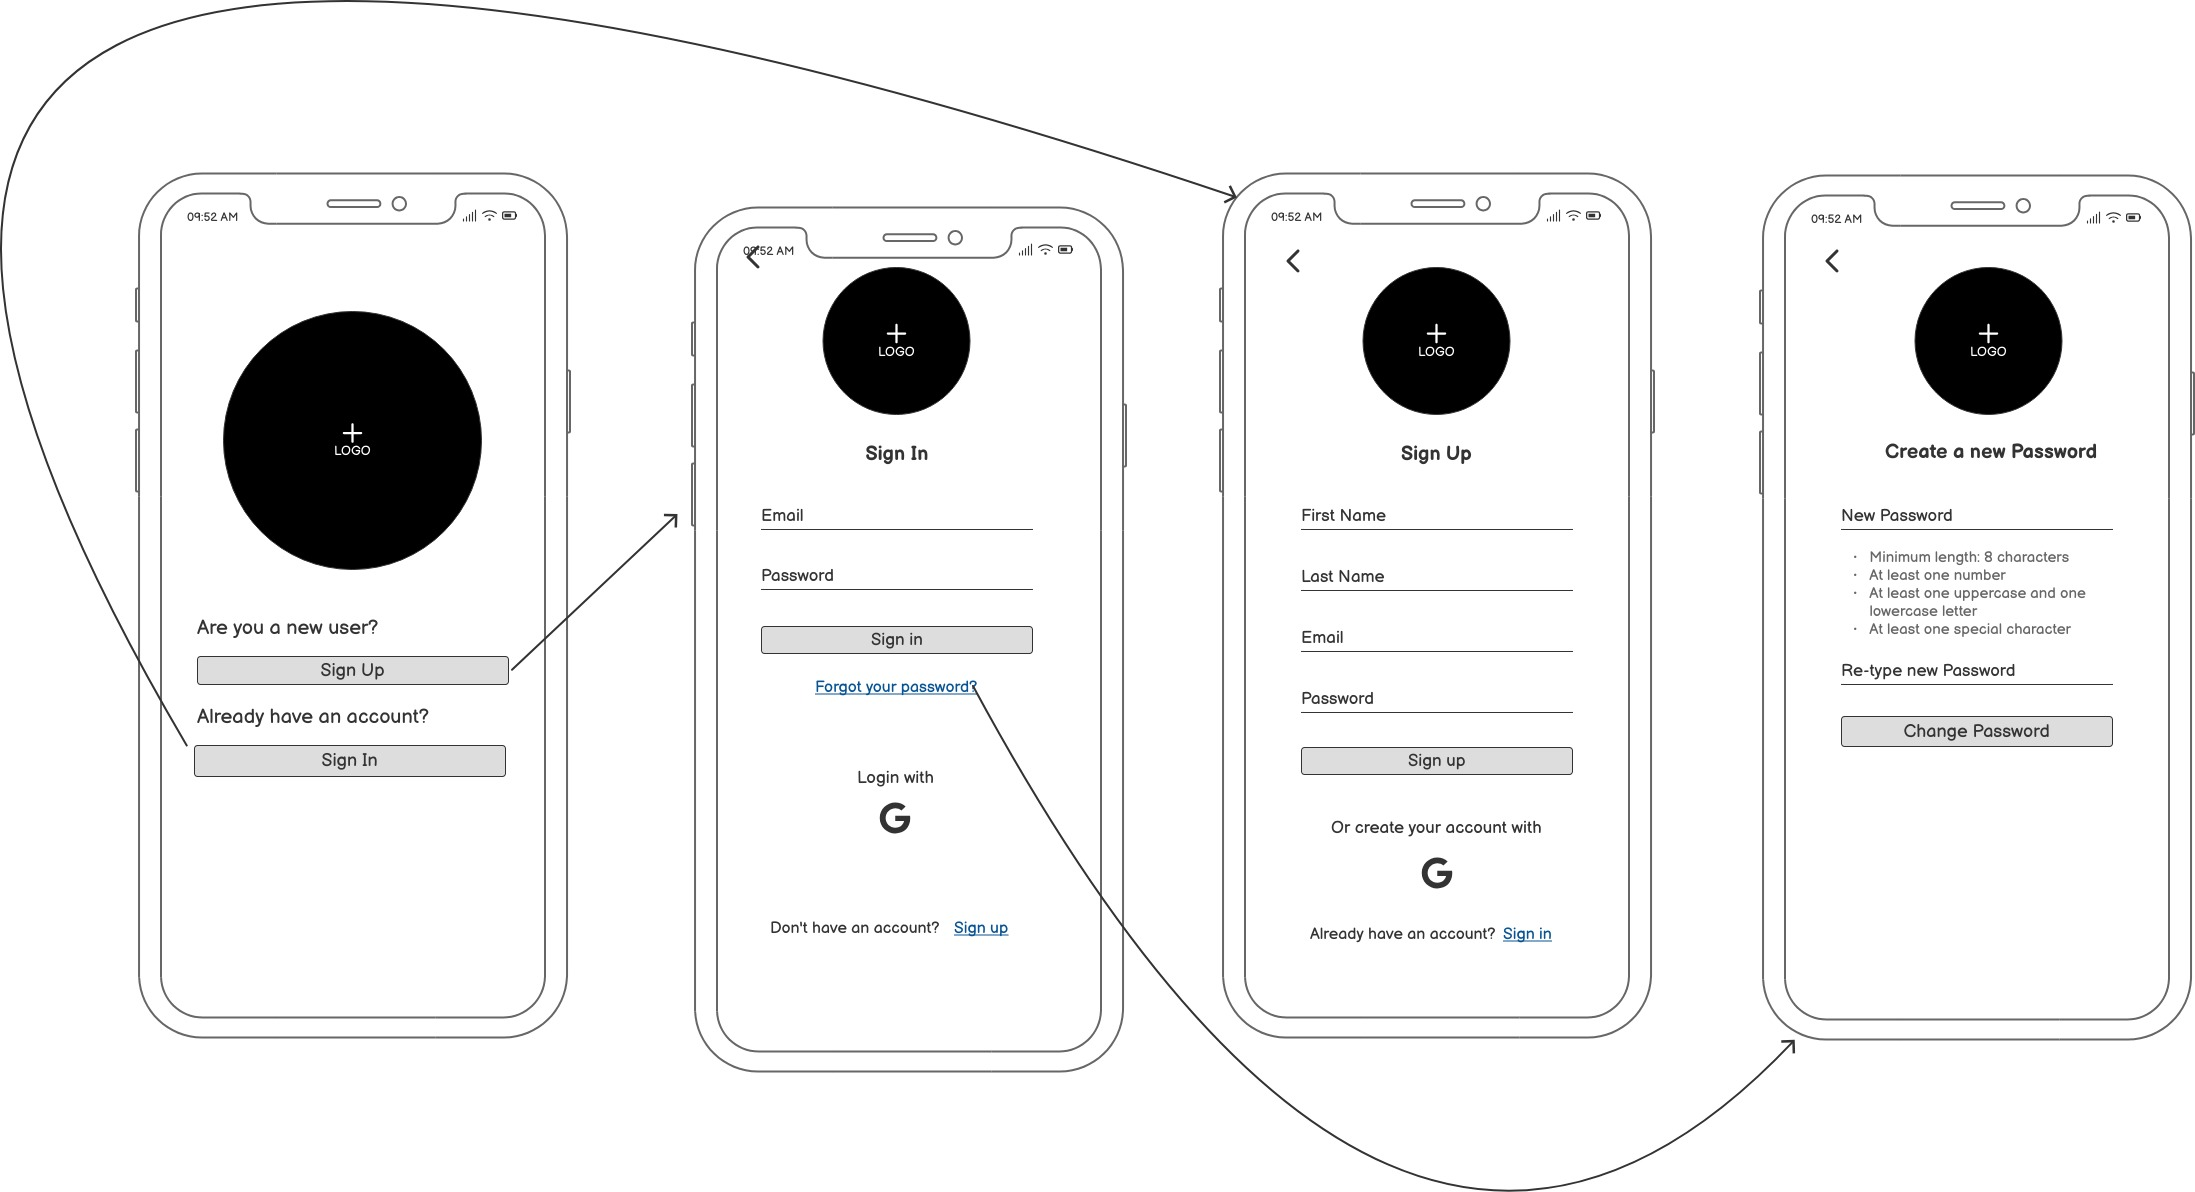 09:52 AM
LOGO
Are you a new user?
Sign Up
Already have an account?
Sign In
09:52 AM
LOGO
Sign In
Email
Password
Sign in
Forgot your password?
Login with
G
Don't have an account? Sign up
09:52 AM
LOGO
Sign Up
First Name
Last Name
Email
Password
Sign up
Or create your account with
G
Already have an account? Sign in
09:52 AM
LOGO
Create a new Password
New Password
· Minimum length: 8 characters
· At least one number
· At least one uppercase and one
lowercase letter
· At least one special character
Re-type new Password
Change Password